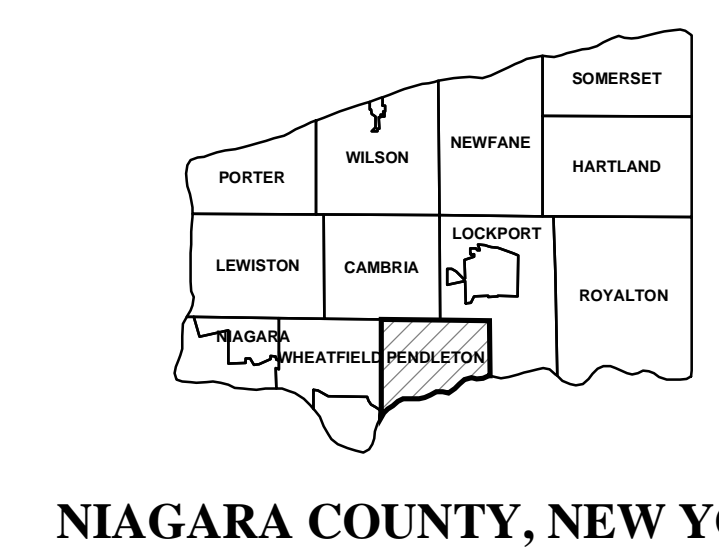 SOMERSET
NEWFANE
WILSON
HARTLAND
PORTER
LOCKPORT
LEWISTON
CAMBRIA
ROYALTON
NIAGARA
WHEATFIELD
PENDLETON
NIAGARA COUNTY, NEW YO